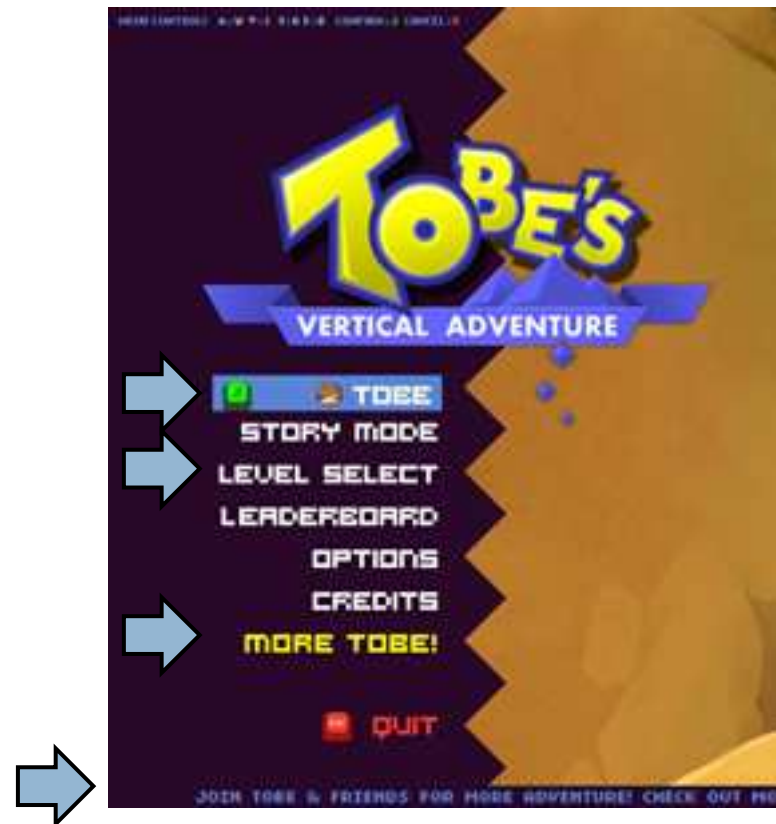 TOBE'S
VERTICAL ADVENTURE
TOBE
STORY MODE
LEVEL SELECT
LEADERBOARD
OPTIONS
CREDITS
MORE TOBE!
QUIT
JOIN TOBE & FRIENDS FOR MORE ADVENTURE! CHECK OUT